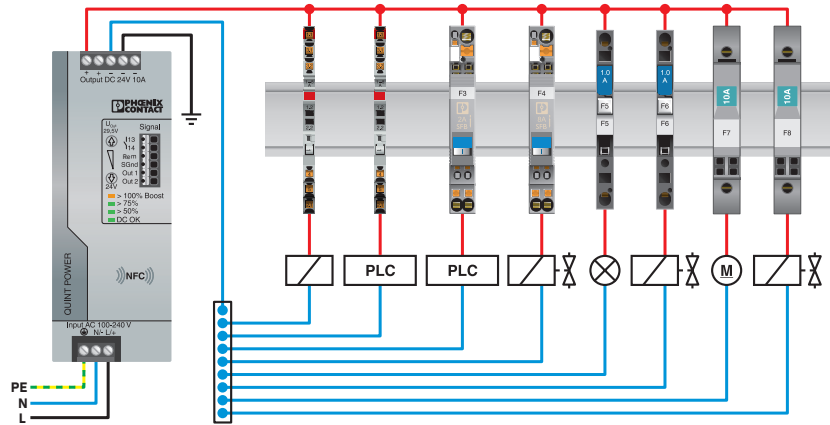 + + − − −
Output DC 24V 10A
PHŒNIX
CONTACT
Signal
UOut
29,5V
13
14
Rem
SGnd
Out 1
Out 2
24V
> 100% Boost
> 75%
> 50%
DC OK
NFC
QUINT POWER
Input AC 100-240 V
N/- L/+
PE
N
L
F3
F4
1.0
A
F5
F5
1.0
A
F6
F6
10A
F7
10A
F8
PLC
PLC
M